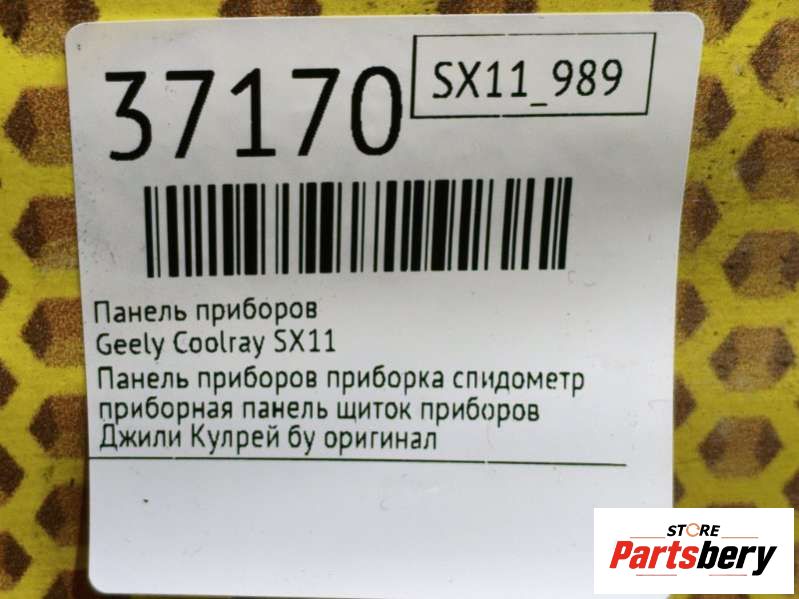 37170
SX11_989
Панель приборов
Geely Coolray SX11
Панель приборов приборка спидометр
приборная панель щиток приборов
Джили Кулрей бу оригинал
STORE
Partsbery